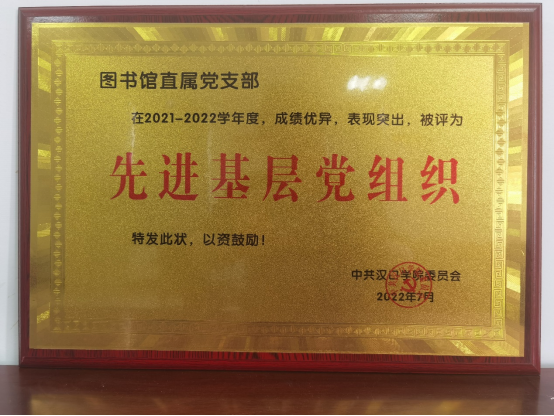 图书馆直属党支部
在2021-2022学年度，成绩优异，表现突出，被评为
先进基层党组织
特发此状，以资鼓励！
中共汉口学院委员会
2022年7月